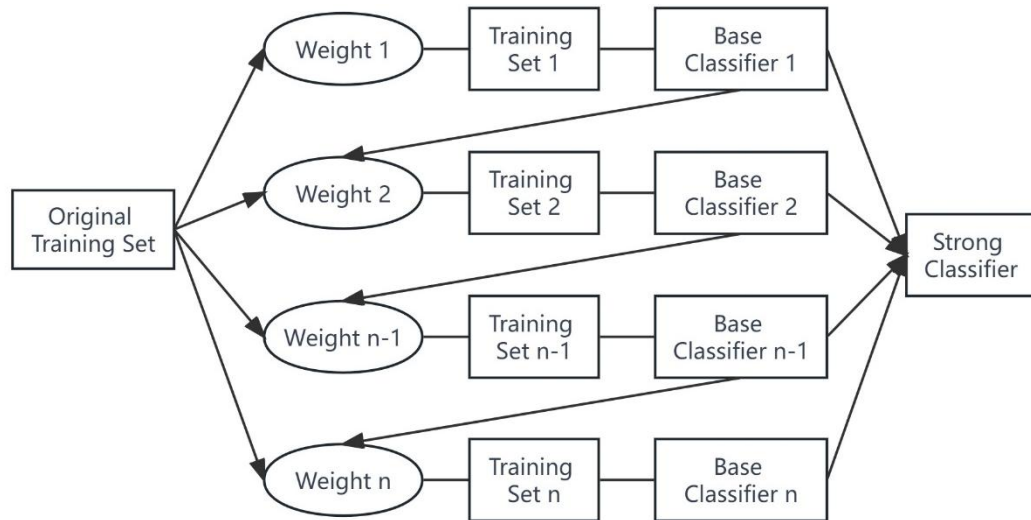 Weight 1
Training
Set 1
Base
Classifier 1
Weight 2
Training
Set 2
Base
Classifier 2
Original
Training Set
Strong
Classifier
Weight n-1
Training
Set n-1
Base
Classifier n-1
Weight n
Training
Set n
Base
Classifier n